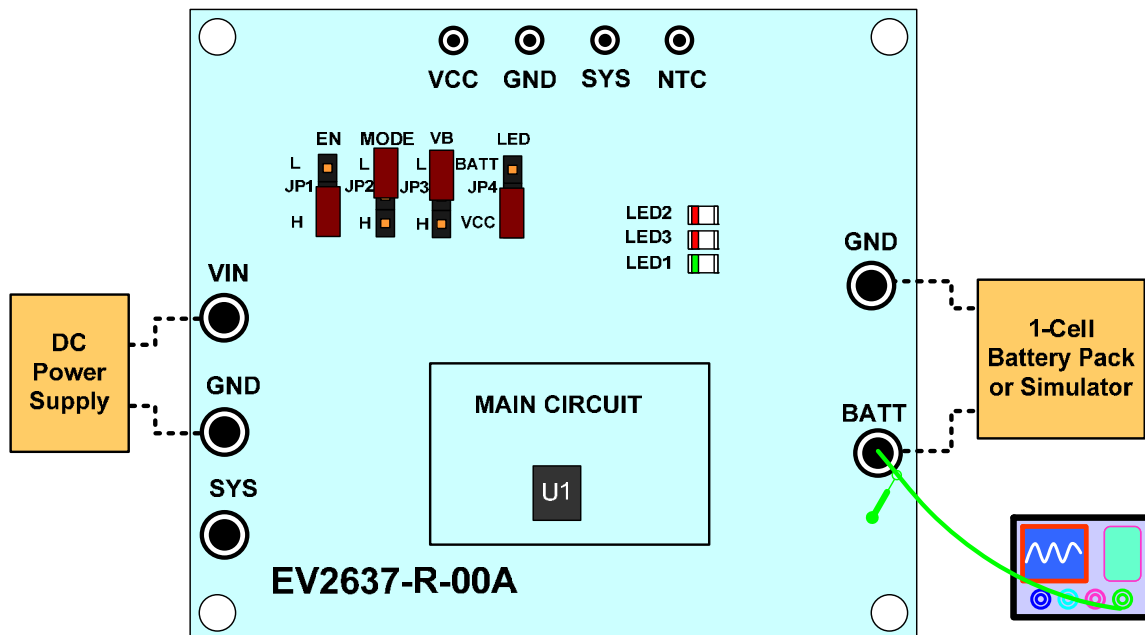 VCC GND SYS NTC
EN MODE VB LED
L L L BATT
JP1 JP2 JP3 JP4
H H H VCC
LED2
LED3
LED1
VIN
GND
SYS
DC
Power
Supply
MAIN CIRCUIT
U1
EV2637-R-00A
GND
BATT
1-Cell
Battery Pack
or Simulator